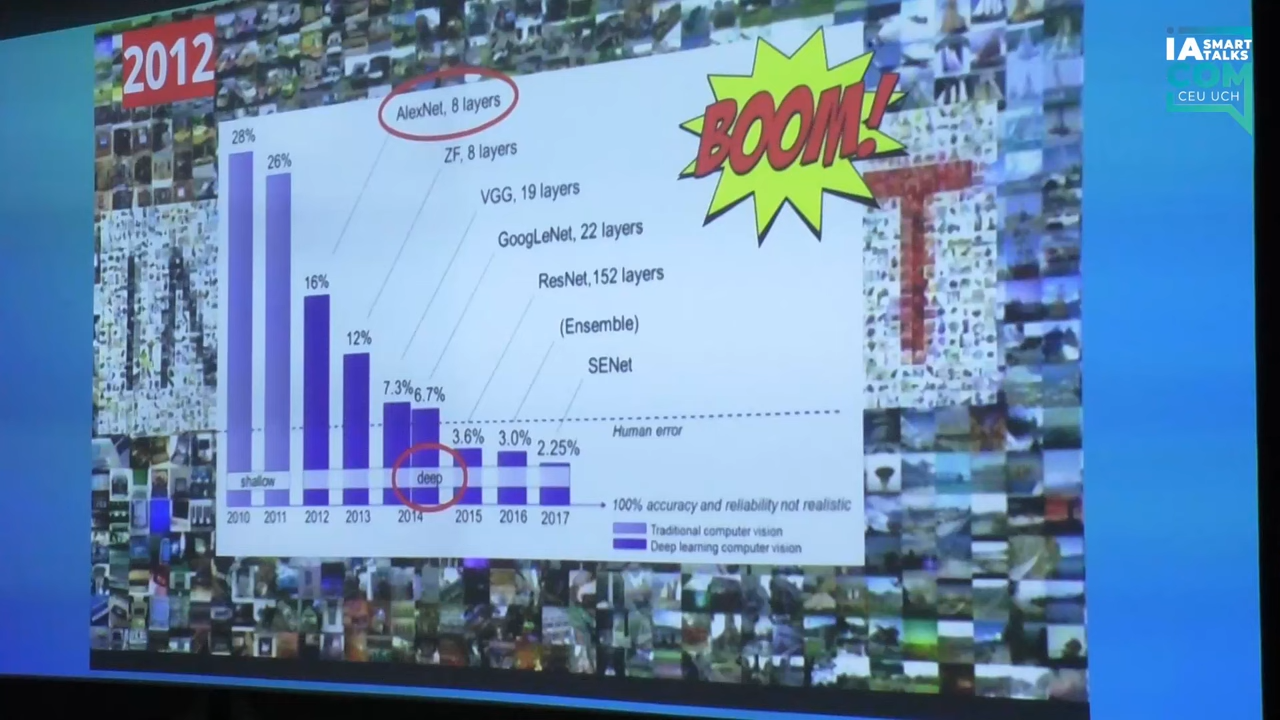 2012
IA SMART TALKS
COM
CEU UCH
BOOM!
AlexNet, 8 layers
ZF, 8 layers
VGG, 19 layers
GoogLeNet, 22 layers
ResNet, 152 layers
(Ensemble)
SENet
28%
26%
16%
12%
7.3%
6.7%
3.6%
3.0%
2.25%
Human error
shallow
deep
100% accuracy and reliability not realistic
2010 2011 2012 2013 2014 2015 2016 2017
Traditional computer vision
Deep learning computer vision
IN
T